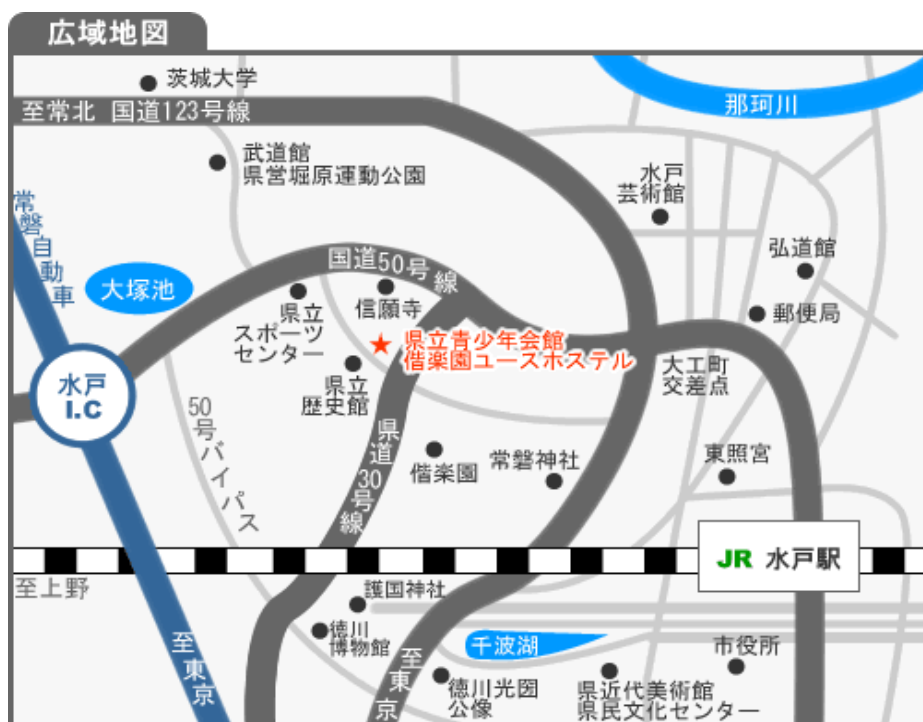 広域地図
茨城大学
至常北 国道123号線
那珂川
武道館
県営堀原運動公園
水戸
芸術館
常磐自動車
弘道館
国道50号線
大塚池
信願寺
県立
スポーツ
センター
郵便局
県立青少年会館
偕楽園ユースホステル
大工町
交差点
水戸
I.C
県立
歴史館
50号バイパス
県道30号線
偕楽園
常磐神社
東照宮
JR 水戸駅
至上野
護国神社
徳川
博物館
千波湖
市役所
至東京
至東京
徳川光圀
公像
県近代美術館
県民文化センター